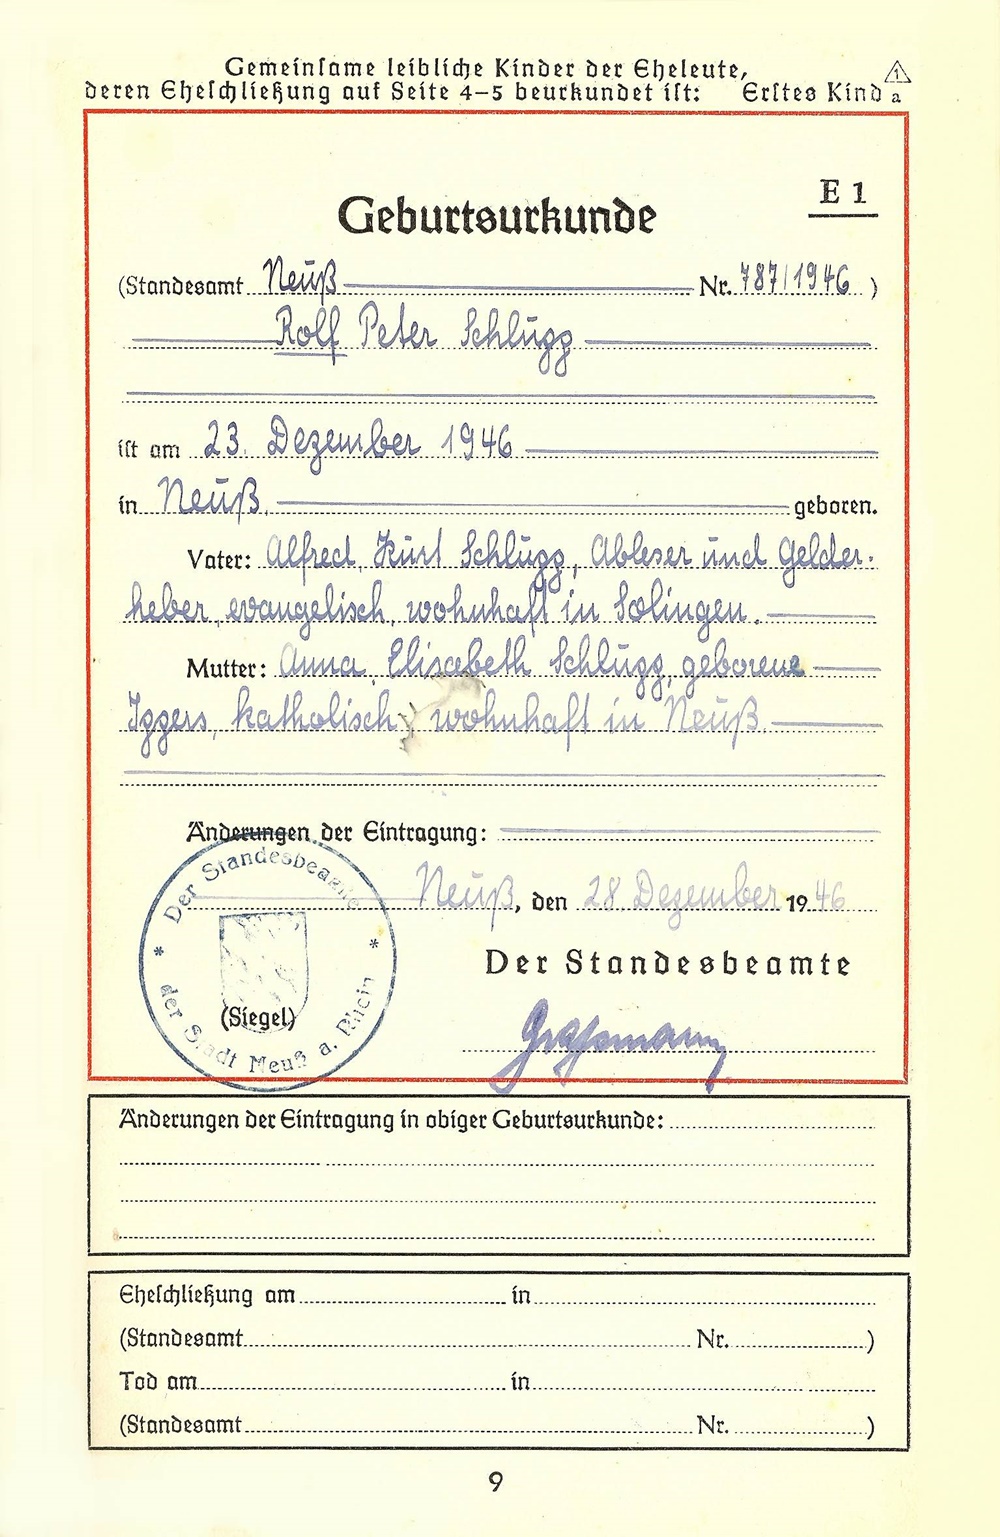 Gemeinsame leibliche Kinder der Eheleute,
deren Eheschließung auf Seite 4–5 beurkundet ist: Erstes Kind 1 a
E 1
Geburtsurkunde
(Standesamt Neuß Nr. 787/1946)
Rolf Peter Schlugg
ist am 23. Dezember 1946
in Neuß geboren.
Vater: Alfred Kurt Schlugg, Ableser und Gelder-
heber, evangelisch, wohnhaft in Solingen.
Mutter: Anna Elisabeth Schlugg, geborene
Iggers, katholisch, wohnhaft in Neuß.
Änderungen der Eintragung:
Neuß, den 28 Dezember 1946
Der Standesbeamte
Der Standesbeamte
der Stadt Neuß a. Rhein
(Siegel)
Änderungen der Eintragung in obiger Geburtsurkunde:
Eheschließung am in
(Standesamt Nr. )
Tod am in
(Standesamt Nr. )
9